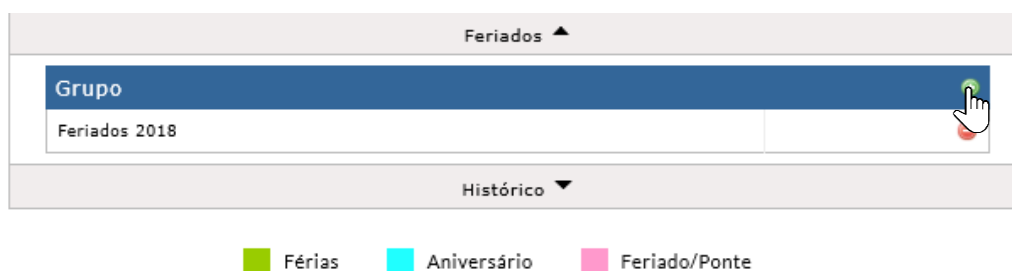 Feriados
Grupo
Feriados 2018
Histórico
Férias Aniversário Feriado/Ponte